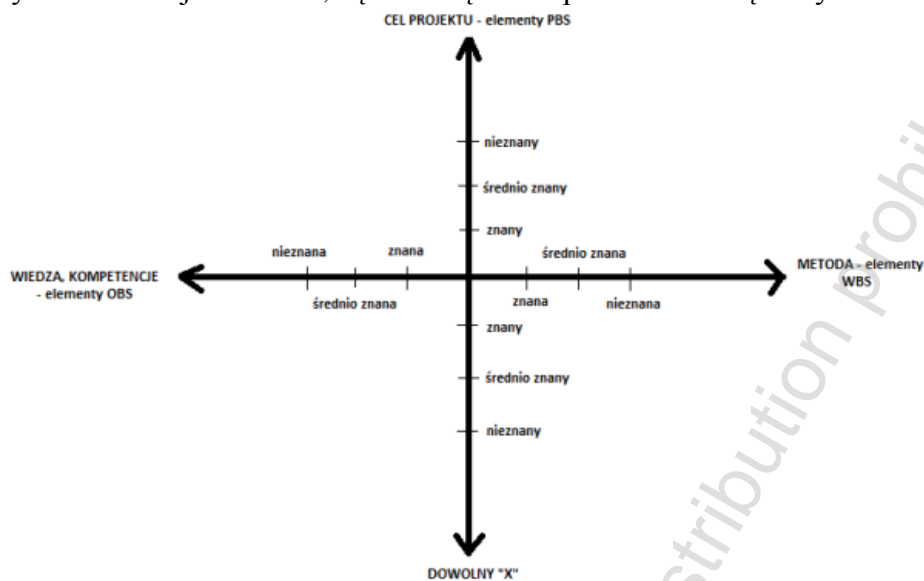 CEL PROJEKTU - elementy PBS
nieznany
średnio znany
znany
nieznana
znana
średnio znana
WIEDZA, KOMPETENCJE
- elementy OBS
METODA - elementy
WBS
średnio znana
znana
nieznana
znany
średnio znany
nieznany
DOWOLNY "X"